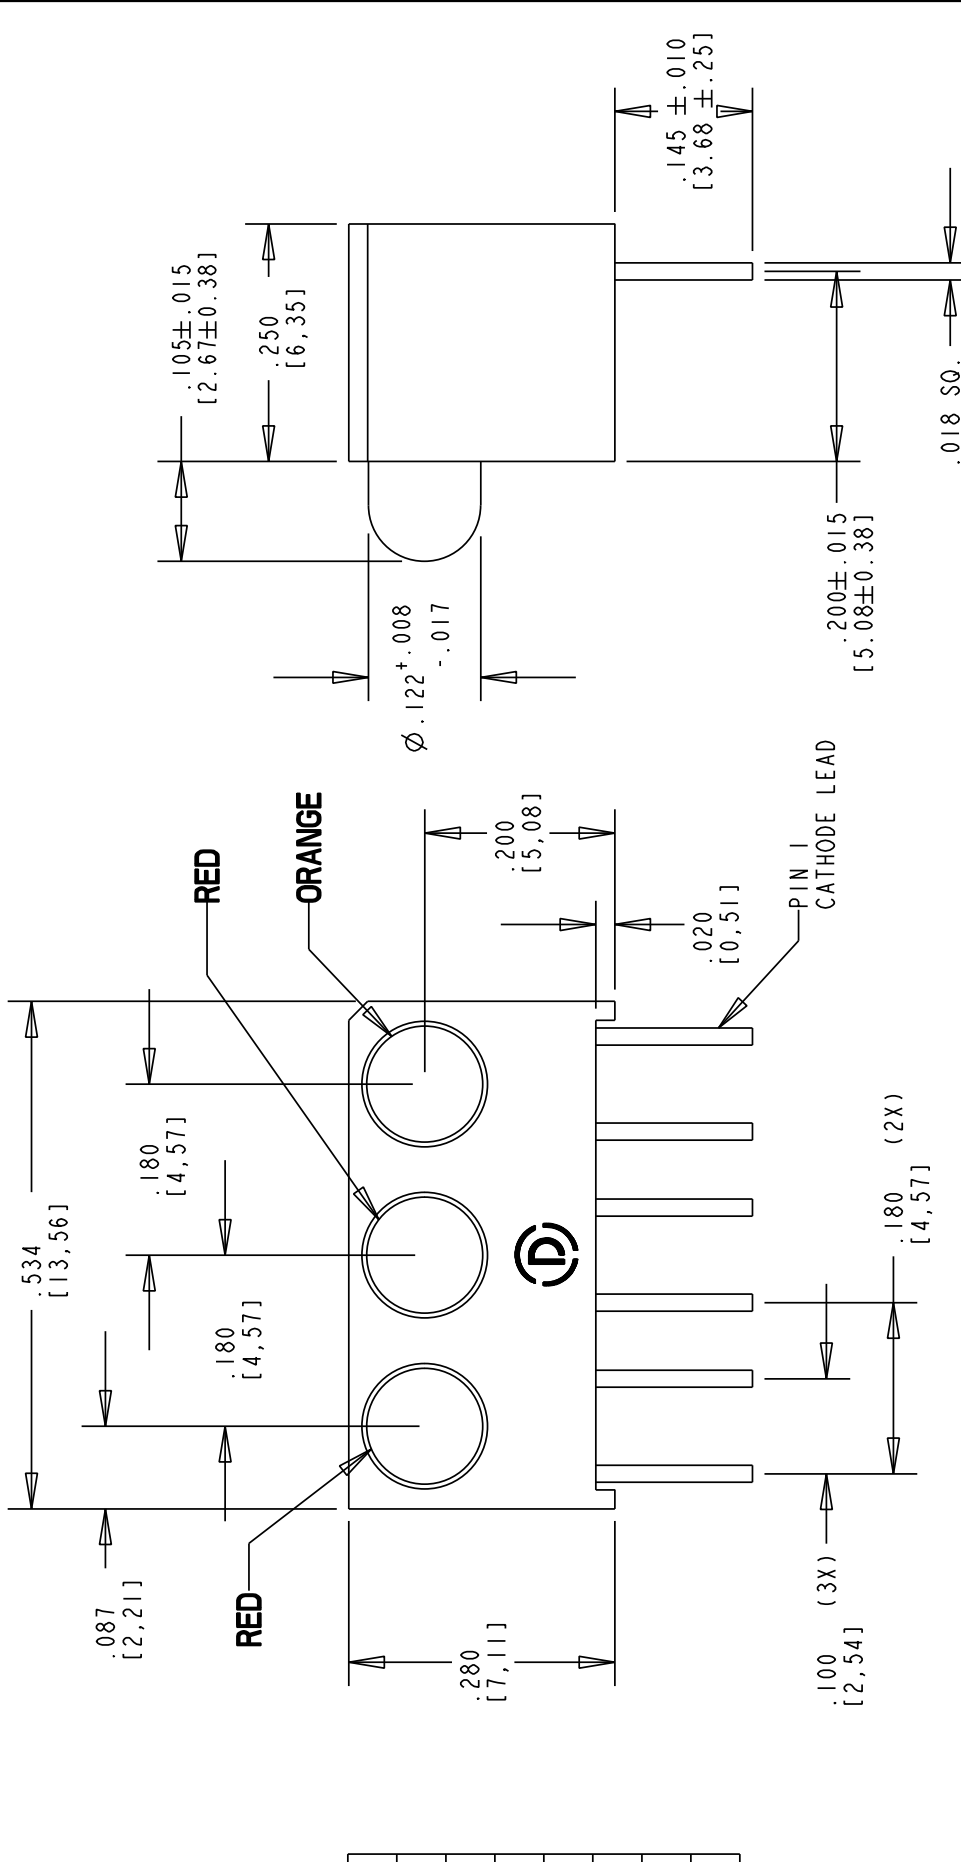 .534
[13,56]
.087
[2,21]
.180
[4,57]
.180
[4,57]
RED
RED
ORANGE
.280
[7,11]
.200
[5,08]
.020
[0,51]
PIN 1
CATHODE LEAD
.100 (3X)
[2,54]
.180 (2X)
[4,57]
D
.105±.015
[2.67±0.38]
.250
[6,35]
Ø.122 +.008
-.017
.145 ±.010
[3.68 ±.25]
.200±.015
[5.08±0.38]
.018 SQ.